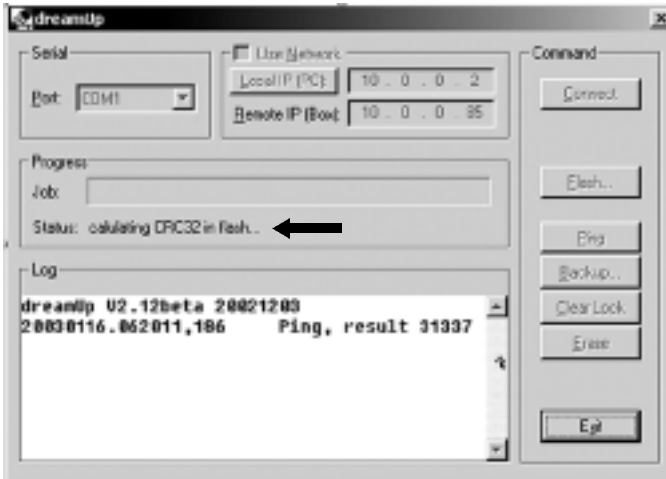 dreamUp
Serial
Port: COM1
Use Network
Local IP (PC): 10 . 0 . 0 . 2
Remote IP (Box): 10 . 0 . 0 . 85
Command
Connect
Flash...
Ping
Backup...
Clear Lock
Erase
Exit
Progress
Job:
Status: calulating CRC32 in flash...
Log
dreamUp V2.12beta 20021203
20030116.062011,186 Ping, result 31337